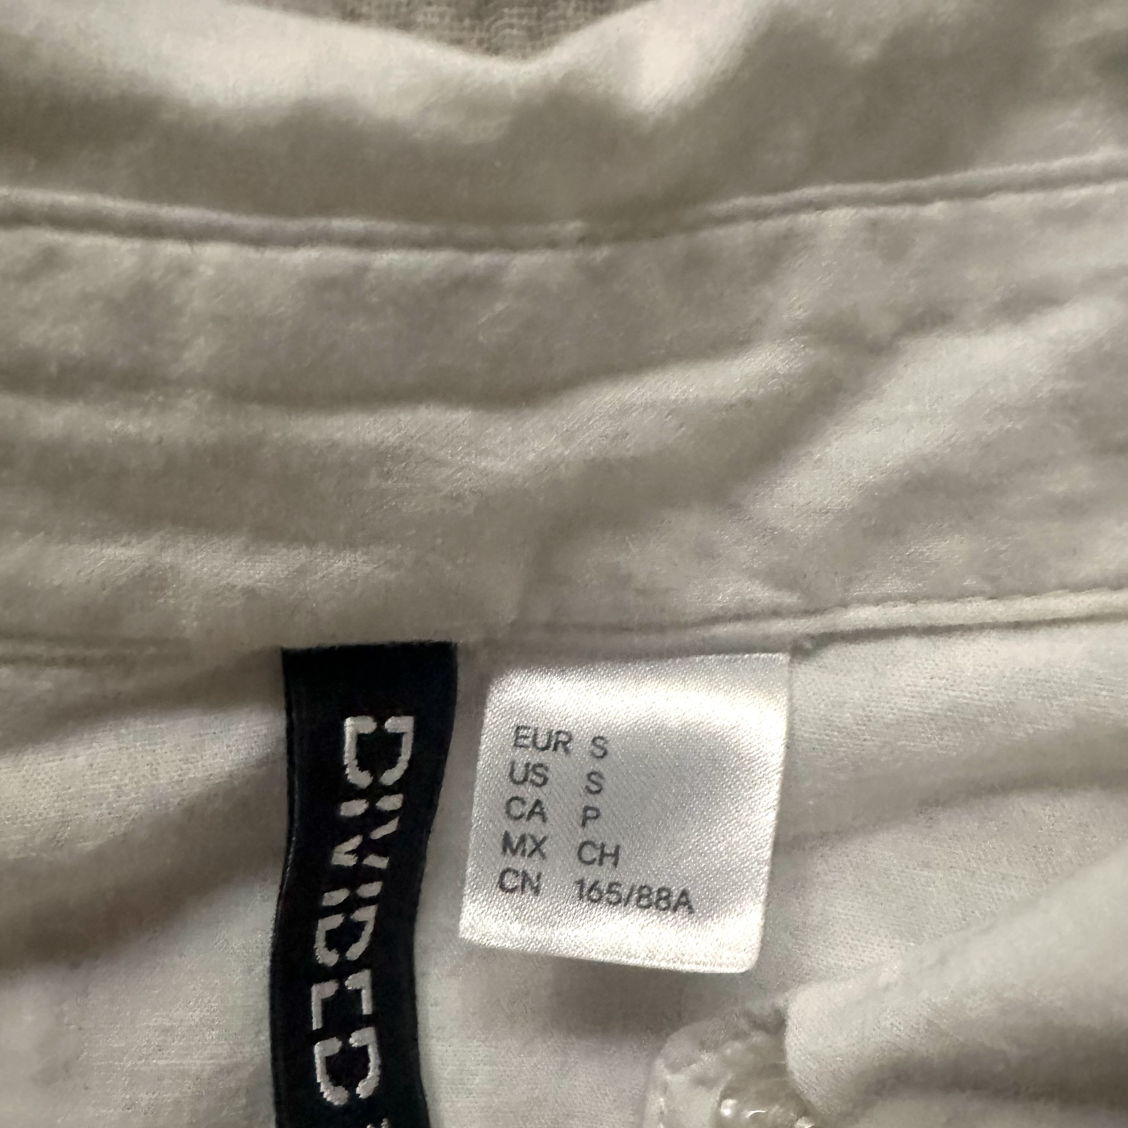 DIVIDED
EUR S
US S
CA P
MX CH
CN 165/88A